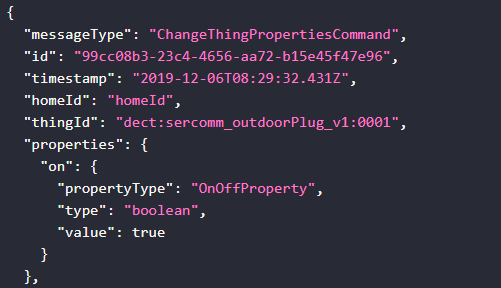 {
  "messageType": "ChangeThingPropertiesCommand",
  "id": "99cc08b3-23c4-4656-aa72-b15e45f47e96",
  "timestamp": "2019-12-06T08:29:32.431Z",
  "homeId": "homeId",
  "thingId": "dect:sercomm_outdoorPlug_v1:0001",
  "properties": {
    "on": {
      "propertyType": "OnOffProperty",
      "type": "boolean",
      "value": true
    }
  },